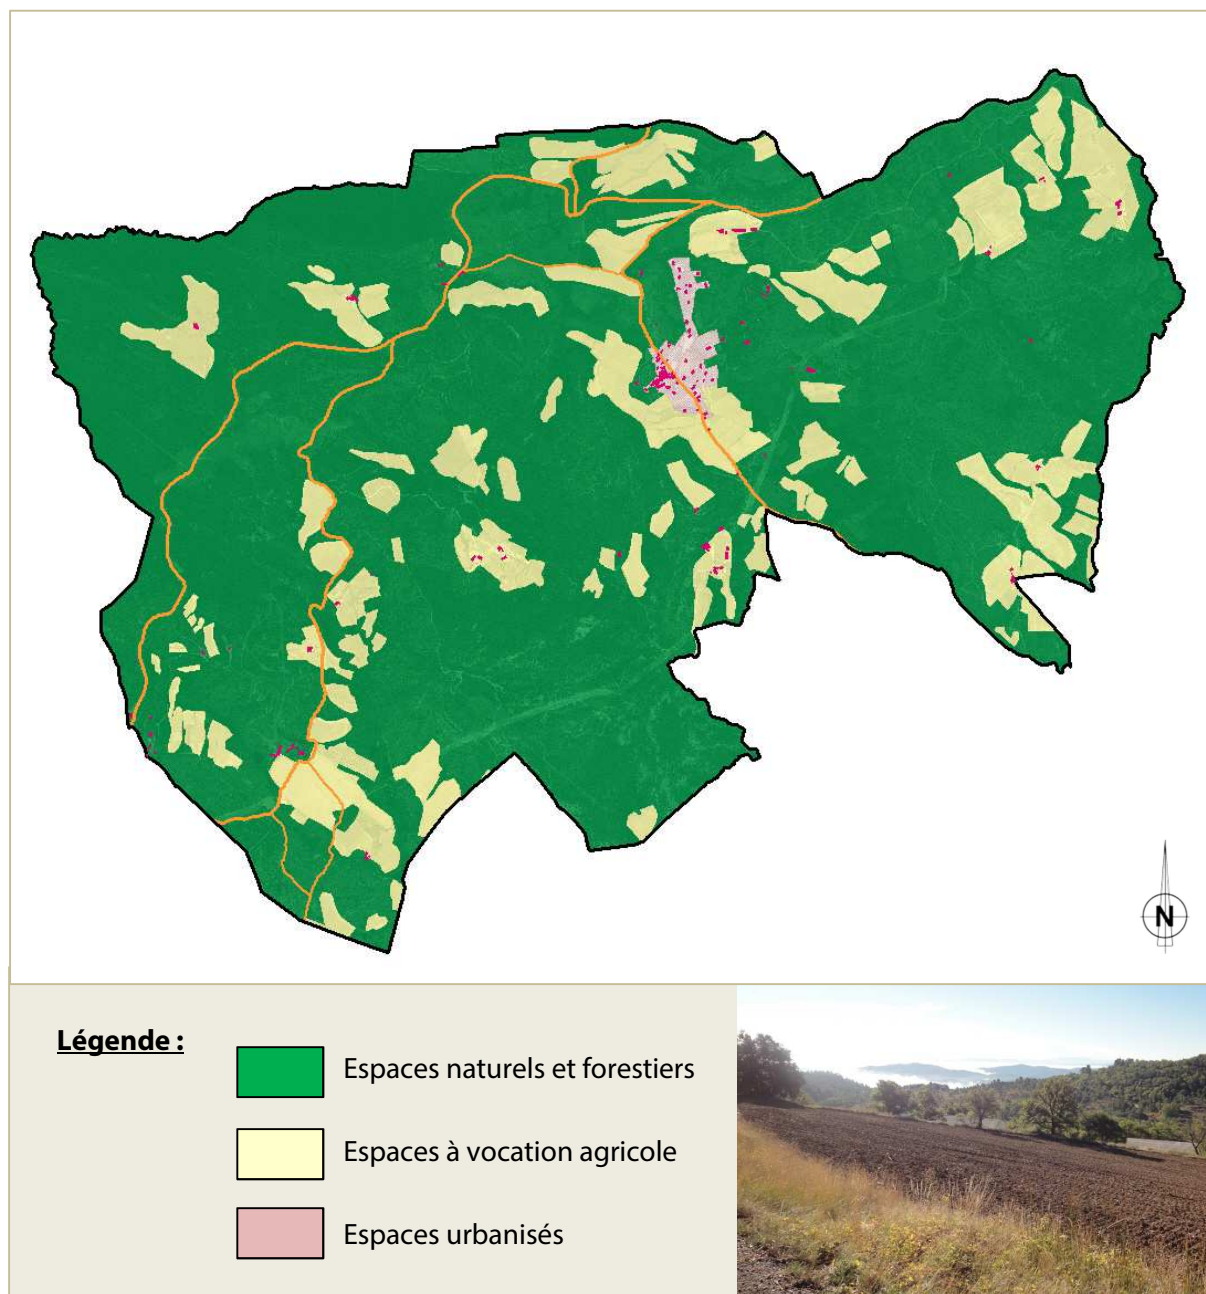 N
Légende :
Espaces naturels et forestiers
Espaces à vocation agricole
Espaces urbanisés